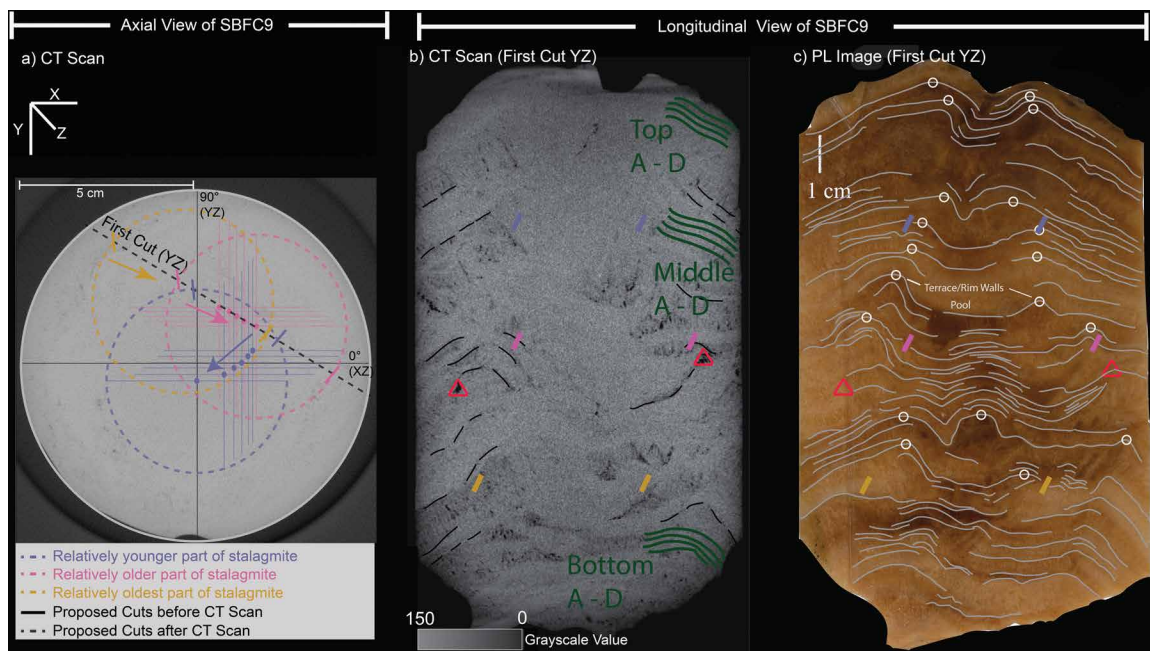 Axial View of SBFC9
Longitudinal View of SBFC9
a) CT Scan
X
Y
Z
5 cm
90°
(YZ)
First Cut (YZ)
0°
(XZ)
Relatively younger part of stalagmite
Relatively older part of stalagmite
Relatively oldest part of stalagmite
Proposed Cuts before CT Scan
Proposed Cuts after CT Scan
b) CT Scan (First Cut YZ)
Top
A - D
Middle
A - D
Bottom
A - D
150
0
Grayscale Value
c) PL Image (First Cut YZ)
1 cm
Terrace/Rim Walls
Pool